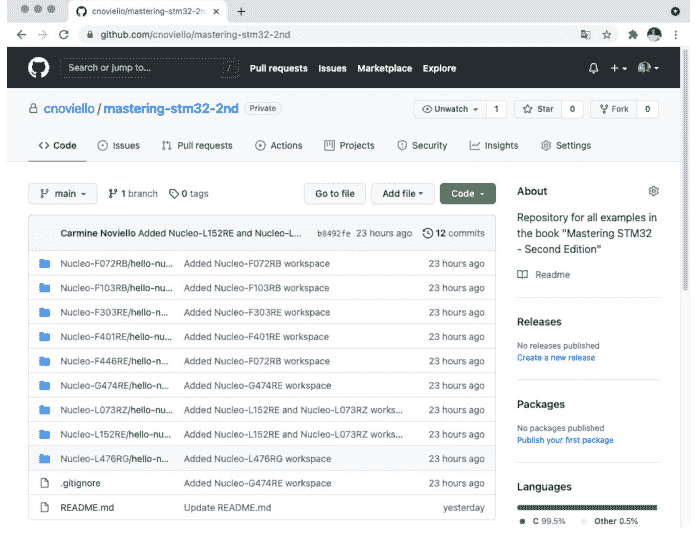 cnoviello/mastering-stm32-2n
github.com/cnoviello/mastering-stm32-2nd
Search or jump to... / Pull requests Issues Marketplace Explore
cnoviello / mastering-stm32-2nd Private Unwatch 1 Star 0 Fork 0
Code Issues Pull requests Actions Projects Security Insights Settings
main 1 branch 0 tags Go to file Add file Code
Carmine Noviello Added Nucleo-L152RE and Nucleo-L... b8492fe 23 hours ago 12 commits
Nucleo-F072RB/hello-nu... Added Nucleo-F072RB workspace 23 hours ago
Nucleo-F103RB/hello-nu... Added Nucleo-F103RB workspace 23 hours ago
Nucleo-F303RE/hello-nu... Added Nucleo-F303RE workspace 23 hours ago
Nucleo-F401RE/hello-nu... Added Nucleo-F401RE workspace 23 hours ago
Nucleo-F446RE/hello-nu... Added Nucleo-F072RB workspace 23 hours ago
Nucleo-G474RE/hello-n... Added Nucleo-G474RE workspace 23 hours ago
Nucleo-L073RZ/hello-n... Added Nucleo-L152RE and Nucleo-L073RZ works... 23 hours ago
Nucleo-L152RE/hello-nu... Added Nucleo-L152RE and Nucleo-L073RZ works... 23 hours ago
Nucleo-L476RG/hello-n... Added Nucleo-L476RG workspace 23 hours ago
.gitignore Added Nucleo-G474RE workspace 23 hours ago
README.md Update README.md yesterday
About
Repository for all examples in
the book "Mastering STM32
- Second Edition"
Readme
Releases
No releases published
Create a new release
Packages
No packages published
Publish your first package
Languages
C 99.5% Other 0.5%